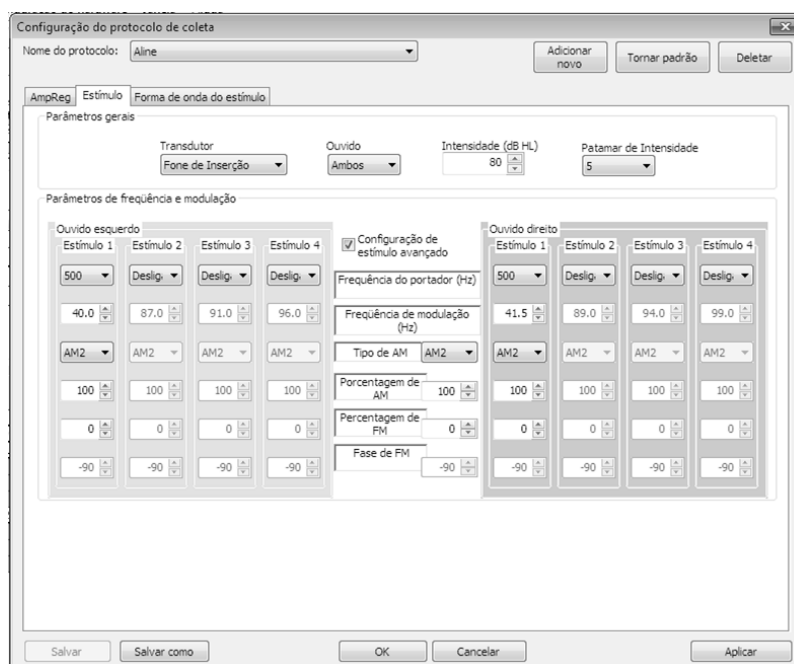 Configuração do protocolo de coleta
Nome do protocolo: Aline
Adicionar novo
Tornar padrão
Deletar
AmpReg Estímulo Forma de onda do estímulo
Parâmetros gerais
Transdutor Ouvido Intensidade (dB HL) Patamar de Intensidade
Fone de Inserção Ambos 80 5
Parâmetros de freqüência e modulação
Ouvido esquerdo Ouvido direito
Estímulo 1 Estímulo 2 Estímulo 3 Estímulo 4 Configuração de estímulo avançado Estímulo 1 Estímulo 2 Estímulo 3 Estímulo 4
500 Deslig. Deslig. Deslig. Frequência do portador (Hz) 500 Deslig. Deslig. Deslig.
40.0 87.0 91.0 96.0 Freqüência de modulação (Hz) 41.5 89.0 94.0 99.0
AM2 AM2 AM2 AM2 Tipo de AM AM2 AM2 AM2 AM2 AM2
100 100 100 100 Porcentagem de AM 100 100 100 100 100
0 0 0 0 Percentagem de FM 0 0 0 0 0
-90 -90 -90 -90 Fase de FM -90 -90 -90 -90 -90
Salvar Salvar como OK Cancelar Aplicar